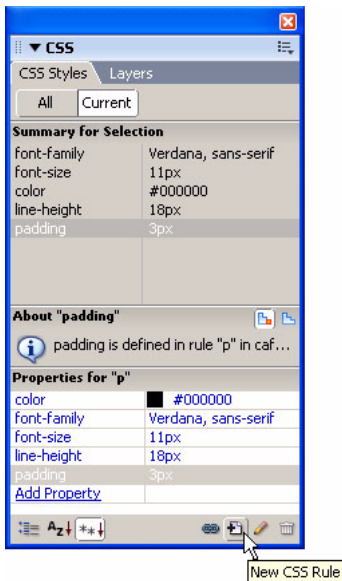 ▼ CSS
CSS Styles Layers
All Current
Summary for Selection
font-family Verdana, sans-serif
font-size 11px
color #000000
line-height 18px
padding 3px
About "padding"
padding is defined in rule "p" in caf...
Properties for "p"
color #000000
font-family Verdana, sans-serif
font-size 11px
line-height 18px
padding 3px
Add Property
AZ↓ **↓
New CSS Rule